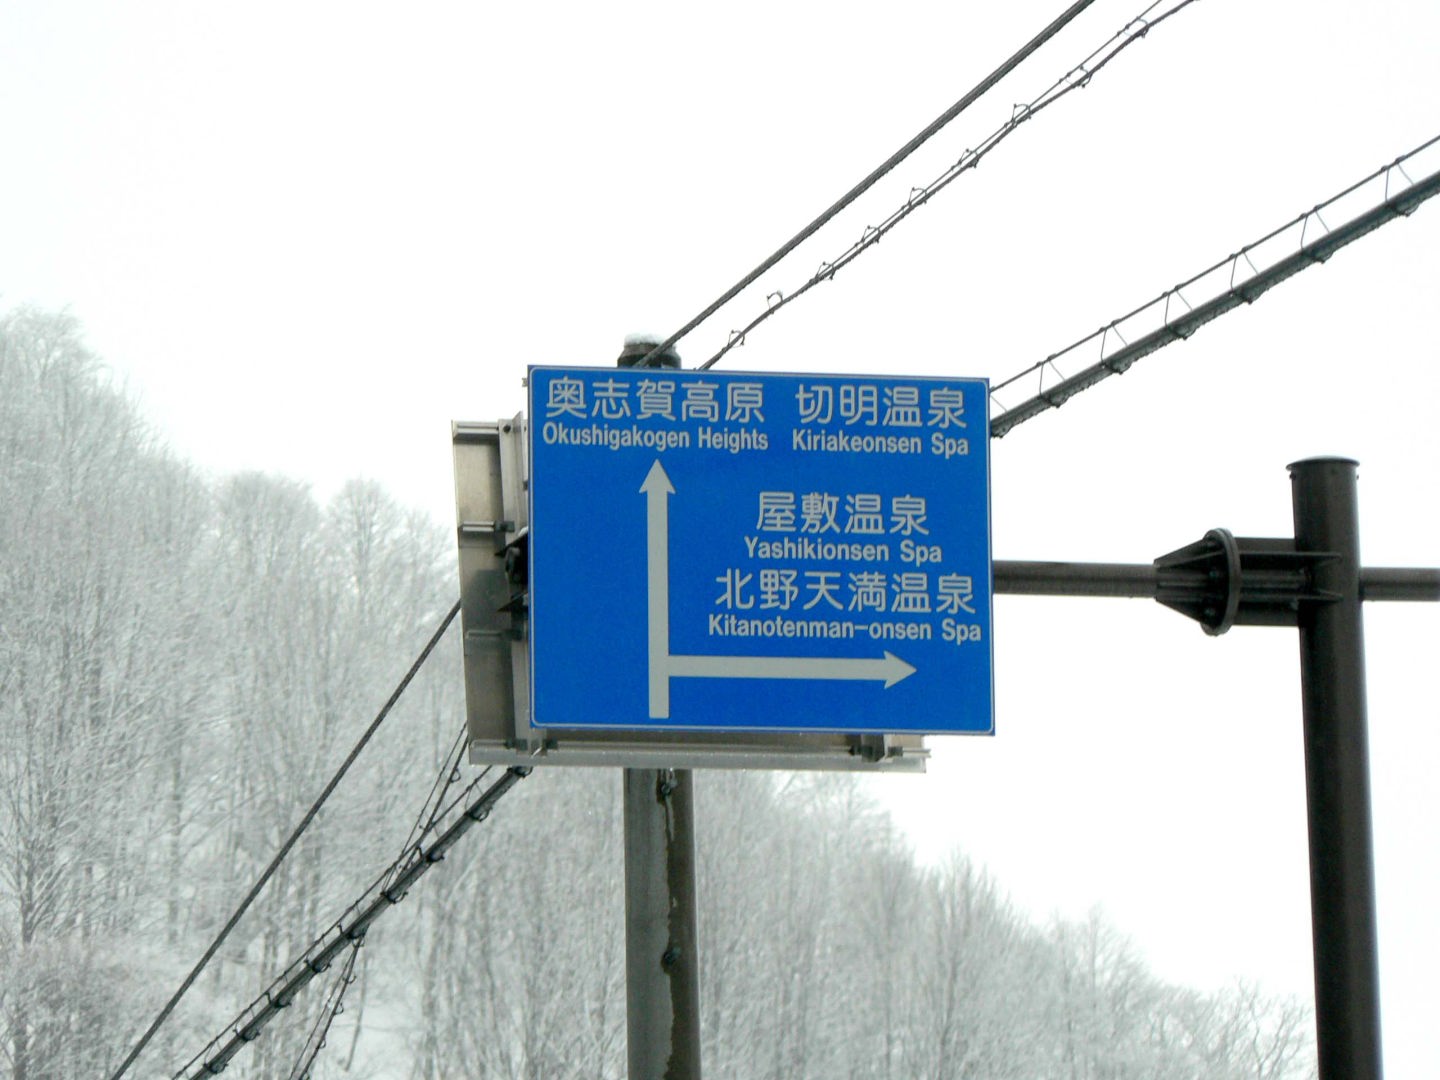 奥志賀高原 切明温泉
Okushigakogen Heights Kiriakeonsen Spa
屋敷温泉
Yashikionsen Spa
北野天満温泉
Kitanotenman-onsen Spa